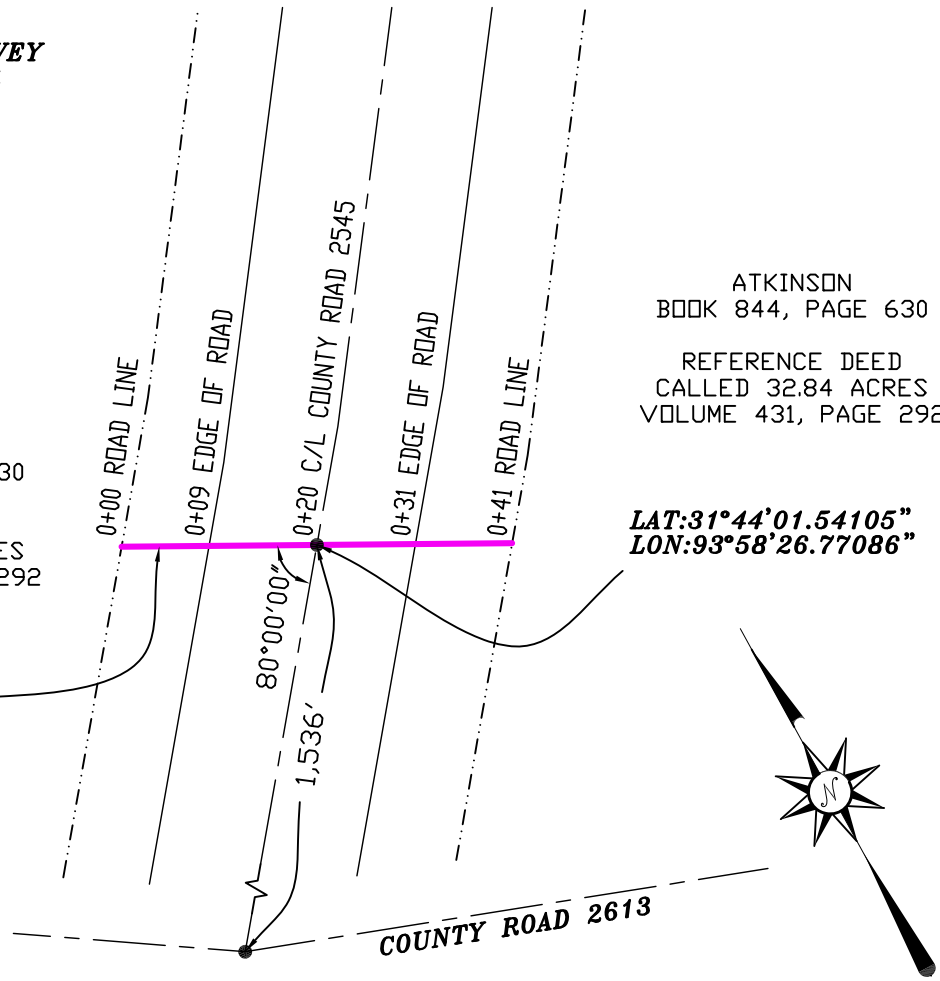 0+00 ROAD LINE
0+09 EDGE OF ROAD
0+20 C/L COUNTY ROAD 2545
0+31 EDGE OF ROAD
0+41 ROAD LINE
ATKINSON
BOOK 844, PAGE 630
REFERENCE DEED
CALLED 32.84 ACRES
VOLUME 431, PAGE 292
30
ES
292
LAT:31°44'01.54105"
LON:93°58'26.77086"
80°00'00"
1,536'
N
COUNTY ROAD 2613